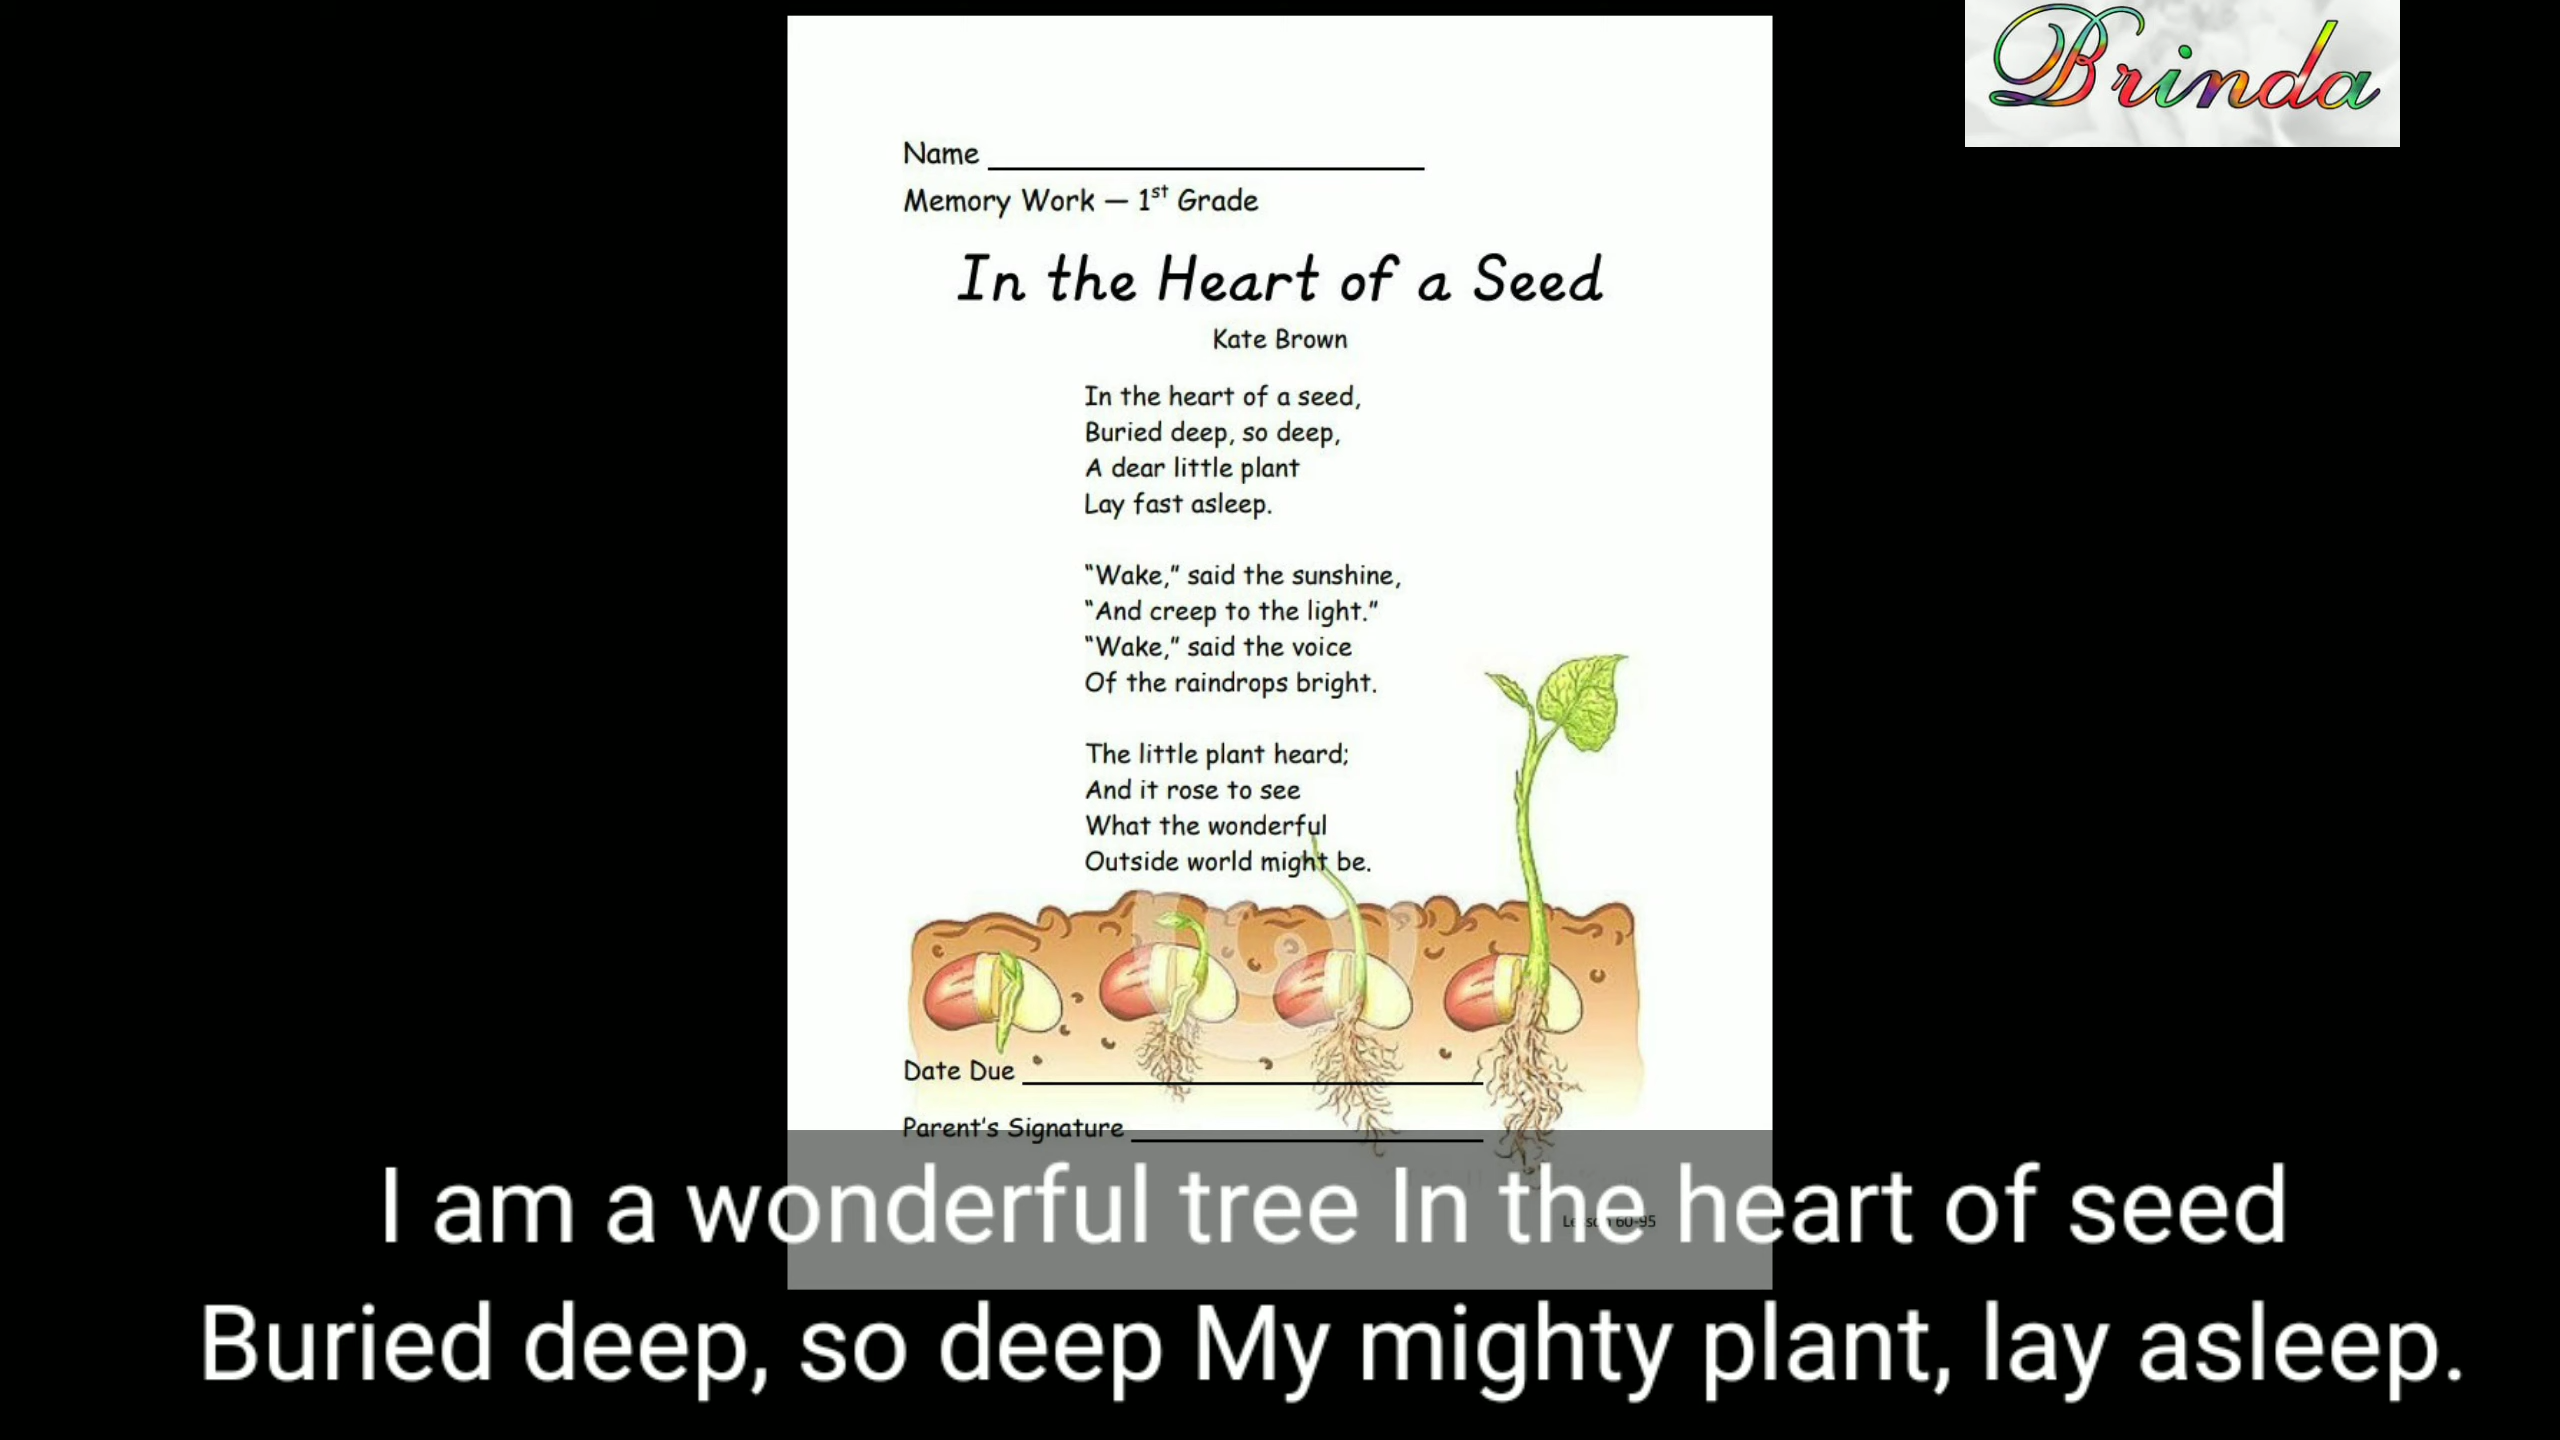 Brinda
Name
Memory Work – 1st Grade
In the Heart of a Seed
Kate Brown
In the heart of a seed,
Buried deep, so deep,
A dear little plant
Lay fast asleep.
“Wake,” said the sunshine,
“And creep to the light.”
“Wake,” said the voice
Of the raindrops bright.
The little plant heard;
And it rose to see
What the wonderful
Outside world might be.
Date Due
Parent’s Signature
Lesson 60-95
I am a wonderful tree In the heart of seed
Buried deep, so deep My mighty plant, lay asleep.